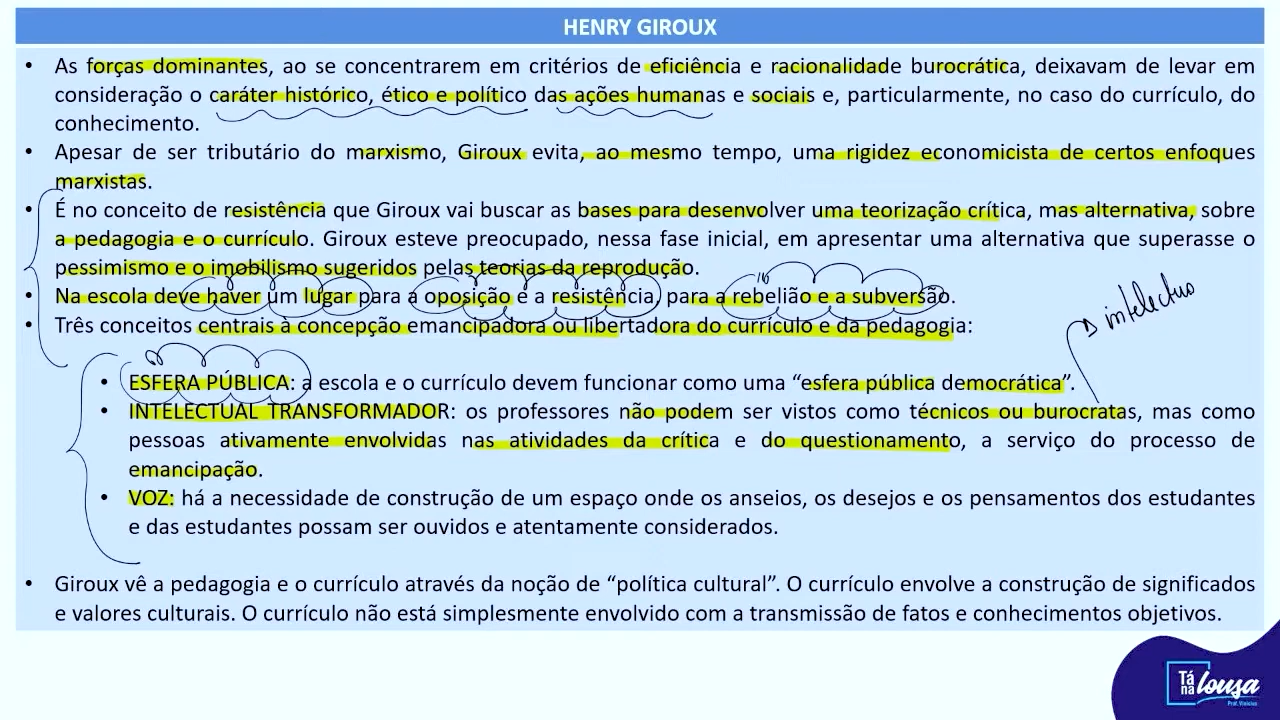 HENRY GIROUX
• As forças dominantes, ao se concentrarem em critérios de eficiência e racionalidade burocrática, deixavam de levar em
consideração o caráter histórico, ético e político das ações humanas e sociais e, particularmente, no caso do currículo, do
conhecimento.
• Apesar de ser tributário do marxismo, Giroux evita, ao mesmo tempo, uma rigidez economicista de certos enfoques
marxistas.
• É no conceito de resistência que Giroux vai buscar as bases para desenvolver uma teorização crítica, mas alternativa, sobre
a pedagogia e o currículo. Giroux esteve preocupado, nessa fase inicial, em apresentar uma alternativa que superasse o
pessimismo e o imobilismo sugeridos pelas teorias da reprodução.
• Na escola deve haver um lugar para a oposição e a resistência, para a rebelião e a subversão.
• Três conceitos centrais à concepção emancipadora ou libertadora do currículo e da pedagogia:
intelectuo
• ESFERA PÚBLICA: a escola e o currículo devem funcionar como uma “esfera pública democrática”.
• INTELECTUAL TRANSFORMADOR: os professores não podem ser vistos como técnicos ou burocratas, mas como
pessoas ativamente envolvidas nas atividades da crítica e do questionamento, a serviço do processo de
emancipação.
• VOZ: há a necessidade de construção de um espaço onde os anseios, os desejos e os pensamentos dos estudantes
e das estudantes possam ser ouvidos e atentamente considerados.
• Giroux vê a pedagogia e o currículo através da noção de “política cultural”. O currículo envolve a construção de significados
e valores culturais. O currículo não está simplesmente envolvido com a transmissão de fatos e conhecimentos objetivos.
Tá na lousa
Prof. Vinicius